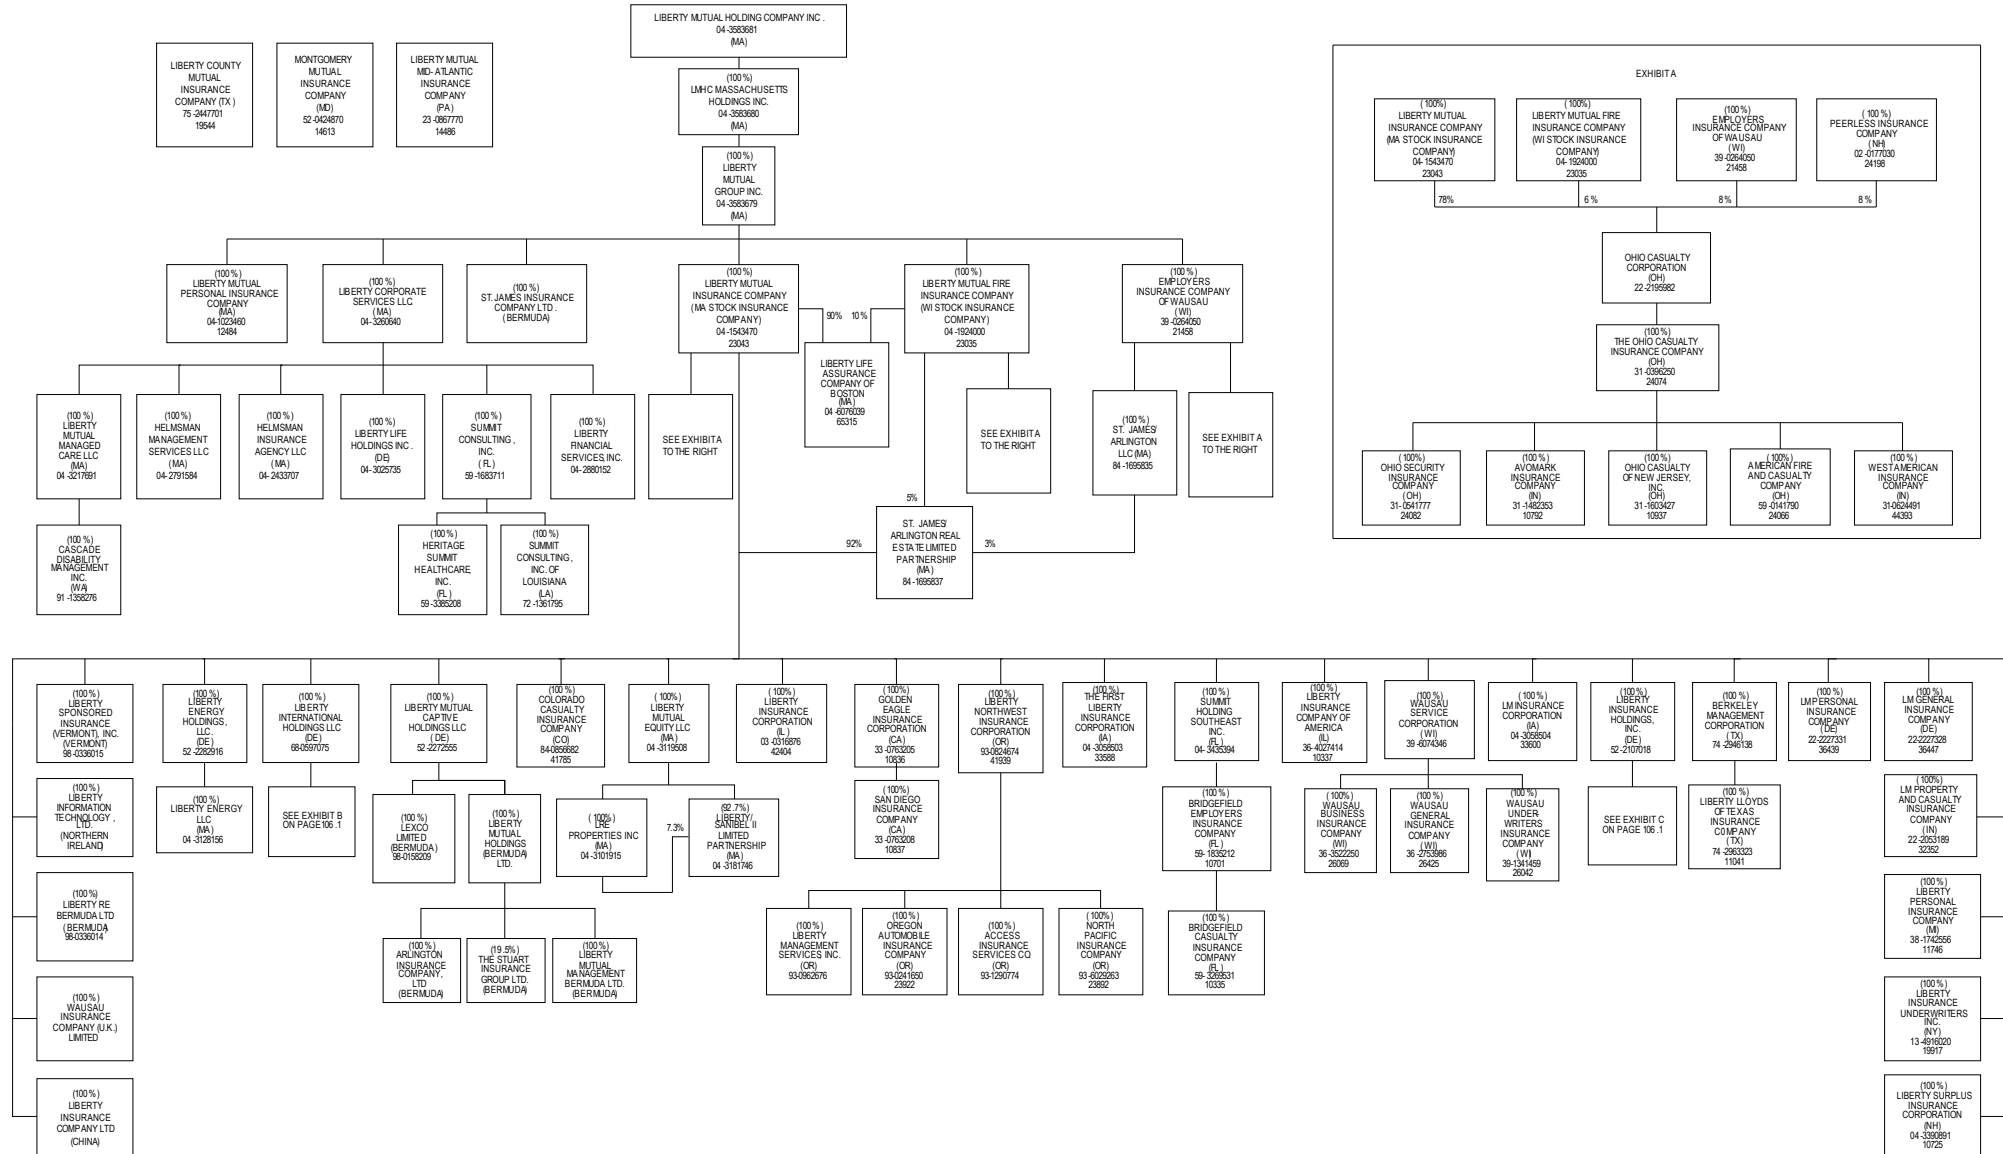 LIBERTY MUTUAL HOLDING COMPANY INC .
04 -3583681
(MA)
LIBERTY COUNTY
MUTUAL
INSURANCE
COMPANY (TX )
75 -2447701
19544
MONTGOMERY
MUTUAL
INSURANCE
COMPANY
(MD)
52 -0424870
14613
LIBERTY MUTUAL
MID- ATLANTIC
INSURANCE
COMPANY
(PA)
23 -0867770
14486
(100 %)
LMHC MASSACHUSETTS
HOLDINGS INC.
04 -3583680
(MA)
(100 %)
LIBERTY
MUTUAL
GROUP INC.
04 -3583679
(MA)
(100 %)
LIBERTY MUTUAL
PERSONAL INSURANCE
COMPANY
(MA)
04-1023460
12484
(100 %)
LIBERTY CORPORATE
SERVICES LLC
( MA)
04- 3260640
(100 %)
ST. JAMES INSURANCE
COMPANY LTD .
( BERMUDA)
(100 %)
LIBERTY MUTUAL
INSURANCE COMPANY
(MA STOCK INSURANCE
COMPANY)
04 -1543470
23043
90%
10 %
(100 %)
LIBERTY MUTUAL FIRE
INSURANCE COMPANY
(WI STOCK INSURANCE
COMPANY)
04 -1924000
23035
(100 %)
EMPLOYERS
INSURANCE COMPANY
OF WAUSAU
( WI)
39 -0264050
21458
LIBERTY LIFE
ASSURANCE
COMPANY OF
BOSTON
(MA)
04 -6076039
65315
(100 %)
LIBERTY
MUTUAL
MANAGED
CARE LLC
(MA)
04 -3217691
(100 %)
HELMSMAN
MANAGEMENT
SERVICES LLC
(MA)
04- 2791584
(100 %)
HELMSMAN
INSURANCE
AGENCY LLC
( MA)
04- 2433707
(100 %)
LIBERTY LIFE
HOLDINGS INC .
(DE)
04 -3025735
(100 %)
SUMMIT
CONSULTING ,
INC.
( FL)
59 -1683711
(100 %)
LIBERTY
FINANCIAL
SERVICES, INC.
04- 2880152
SEE EXHIBIT A
TO THE RIGHT
SEE EXHIBIT A
TO THE RIGHT
(100 %)
ST. JAMES/
ARLINGTON
LLC (MA)
84 -1695835
SEE EXHIBIT A
TO THE RIGHT
(100 %)
CASCADE
DISABILITY
MANAGEMENT
INC.
(WA)
91 -1358276
(100 %)
HERITAGE
SUMMIT
HEALTHCARE,
INC.
(FL )
59 -3385208
(100 %)
SUMMIT
CONSULTING ,
INC. OF
LOUISIANA
(LA)
72 -1361795
5%
92%
ST. JAMES/
ARLINGTON REAL
ESTATE LIMITED
PARTNERSHIP
(MA)
84 -1695837
3%
EXHIBIT A
( 100%)
LIBERTY MUTUAL
INSURANCE COMPANY
(MA STOCK INSURANCE
COMPANY)
04- 1543470
23043
( 100%)
LIBERTY MUTUAL FIRE
INSURANCE COMPANY
(WI STOCK INSURANCE
COMPANY)
04- 1924000
23035
(100 %)
EMPLOYERS
INSURANCE COMPANY
OF WAUSAU
( WI)
39 -0264050
21458
( 100 %)
PEERLESS INSURANCE
COMPANY
( NH)
02 -0177030
24198
78%
6 %
8 %
8 %
OHIO CASUALTY
CORPORATION
(OH)
22 -2195982
(100 %)
THE OHIO CASUALTY
INSURANCE COMPANY
(OH)
31 -0396250
24074
(100%)
OHIO SECURITY
INSURANCE
COMPANY
(OH)
31- 0541777
24082
(100 %)
AVOMARK
INSURANCE
COMPANY
(IN)
31 -1482353
10792
(100 %)
OHIO CASUALTY
OF NEW JERSEY,
INC.
(OH)
31 -1603427
10937
(100%)
AMERICAN FIRE
AND CASUALTY
COMPANY
(OH)
59 -0141790
24066
(100 %)
WEST AMERICAN
INSURANCE
COMPANY
(IN)
31-0624491
44393
(100 %)
LIBERTY
SPONSORED
INSURANCE
(VERMONT), INC.
(VERMONT)
98-0336015
(100 %)
LIBERTY
ENERGY
HOLDINGS,
LLC.
(DE)
52 -2282916
(100 %)
LIBERTY
INTERNATIONAL
HOLDINGS LLC
(DE)
68-0597075
(100 %)
LIBERTY MUTUAL
CAPTIVE
HOLDINGS LLC
( DE)
52 -2272555
(100 %)
COLORADO
CASUALTY
INSURANCE
COMPANY
(CO)
84-0856682
41785
( 100 %)
LIBERTY
MUTUAL
EQUITY LLC
(MA)
04 -3119508
(100 %)
LIBERTY
INSURANCE
CORPORATION
(IL )
03 -0316876
42404
(100 %)
GOLDEN
EAGLE
INSURANCE
CORPORATION
(CA)
33 -0763205
10836
(100 %)
LIBERTY
NORTHWEST
INSURANCE
CORPORATION
(OR)
93-0824674
41939
(100 %)
THE FIRST
LIBERTY
INSURANCE
CORPORATION
(IA)
04 -3058503
33588
(100 %)
SUMMIT
HOLDING
SOUTHEAST
INC.
(FL)
04- 3435394
(100 %)
LIBERTY
INSURANCE
COMPANY OF
AMERICA
(IL)
36- 4027414
10337
(100 %)
WAUSAU
SERVICE
CORPORATION
( WI)
39 -6074346
(100 %)
LM INSURANCE
CORPORATION
(IA)
04 -3058504
33600
(100 %)
LIBERTY
INSURANCE
HOLDINGS,
INC.
(DE)
52 -2107018
(100 %)
BERKELEY
MANAGEMENT
CORPORATION
( TX)
74 -2946138
(100 %)
LM PERSONAL
INSURANCE
COMPANY
( DE)
22-2227331
36439
(100 %)
LM GENERAL
INSURANCE
COMPANY
(DE)
22-2227328
36447
(100 %)
LIBERTY
INFORMATION
TECHNOLOGY ,
LTD.
(NORTHERN
IRELAND)
(100 %)
LIBERTY ENERGY
LLC
(MA)
04 -3128156
SEE EXHIBIT B
ON PAGE 106 .1
(100 %)
LEXCO
LIMITED
(BERMUDA)
98-0158209
(100 %)
LIBERTY
MUTUAL
HOLDINGS
(BERMUDA)
LTD.
( 100%)
LRE
PROPERTIES INC
(MA)
04 -3101915
7.3%
(92 .7%)
LIBERTY/
SANIBEL II
LIMITED
PARTNERSHIP
(MA)
04 -3181746
(100%)
SAN DIEGO
INSURANCE
COMPANY
(CA)
33 -0763208
10837
(100 %)
BRIDGEFIELD
EMPLOYERS
INSURANCE
COMPANY
(FL)
59- 1835212
10701
(100%)
WAUSAU
BUSINESS
INSURANCE
COMPANY
(WI)
36 -3522250
26069
(100%)
WAUSAU
GENERAL
INSURANCE
COMPANY
( WI)
36 -2753986
26425
(100 %)
WAUSAU
UNDER-
WRITERS
INSURANCE
COMPANY
( WI)
39-1341459
26042
SEE EXHIBIT C
ON PAGE 106 .1
(100 %)
LIBERTY LLOYDS
OF TEXAS
INSURANCE
COMPANY
(TX)
74 -2963323
11041
( 100%)
LM PROPERTY
AND CASUALTY
INSURANCE
COMPANY
( IN)
22 -2053189
32352
(100 %)
LIBERTY RE
BERMUDA LTD
( BERMUDA)
98-0336014
(100 %)
ARLINGTON
INSURANCE
COMPANY,
LTD
(BERMUDA)
(19 .5%)
THE STUART
INSURANCE
GROUP LTD.
(BERMUDA)
(100 %)
LIBERTY
MUTUAL
MANAGEMENT
BERMUDA LTD.
(BERMUDA)
(100 %)
LIBERTY
MANAGEMENT
SERVICES, INC.
(OR)
93-0962676
(100 %)
OREGON
AUTOMOBILE
INSURANCE
COMPANY
(OR)
93-0241650
23922
(100 %)
ACCESS
INSURANCE
SERVICES CO.
(OR)
93-1290774
( 100%)
NORTH
PACIFIC
INSURANCE
COMPANY
(OR)
93 -6029263
23892
(100 %)
BRIDGEFIELD
CASUALTY
INSURANCE
COMPANY
(FL )
59- 3269531
10335
(100 %)
LIBERTY
PERSONAL
INSURANCE
COMPANY
(MI)
38 -1742556
11746
(100 %)
WAUSAU
INSURANCE
COMPANY (U.K.)
LIMITED
(100 %)
LIBERTY
INSURANCE
UNDERWRITERS
INC.
(NY)
13 -4916020
19917
(100 %)
LIBERTY
INSURANCE
COMPANY LTD
(CHINA)
(100 %)
LIBERTY SURPLUS
INSURANCE
CORPORATION
(NH)
04 -3390891
10725